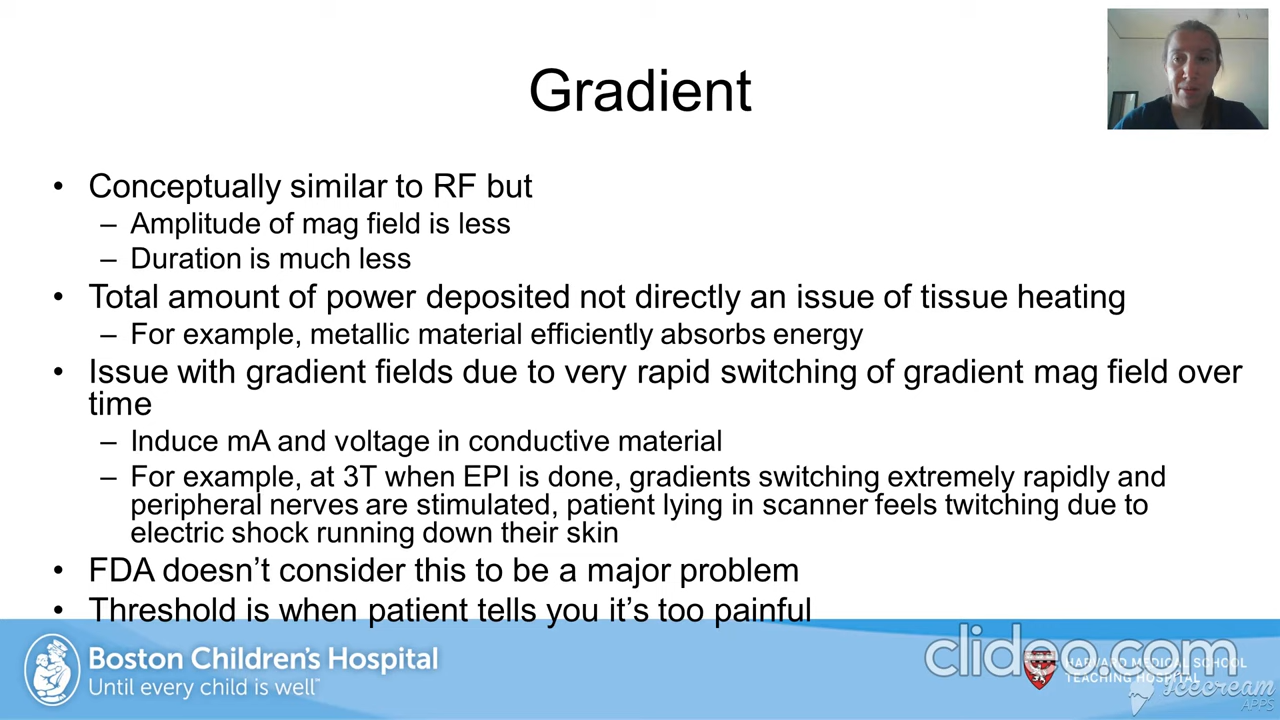 Gradient
• Conceptually similar to RF but
– Amplitude of mag field is less
– Duration is much less
• Total amount of power deposited not directly an issue of tissue heating
– For example, metallic material efficiently absorbs energy
• Issue with gradient fields due to very rapid switching of gradient mag field over
time
– Induce mA and voltage in conductive material
– For example, at 3T when EPI is done, gradients switching extremely rapidly and
peripheral nerves are stimulated, patient lying in scanner feels twitching due to
electric shock running down their skin
• FDA doesn’t consider this to be a major problem
• Threshold is when patient tells you it’s too painful
Boston Children's Hospital
Until every child is well™
clideo.com
HARVARD MEDICAL SCHOOL
TEACHING HOSPITAL
Icecream
APPS